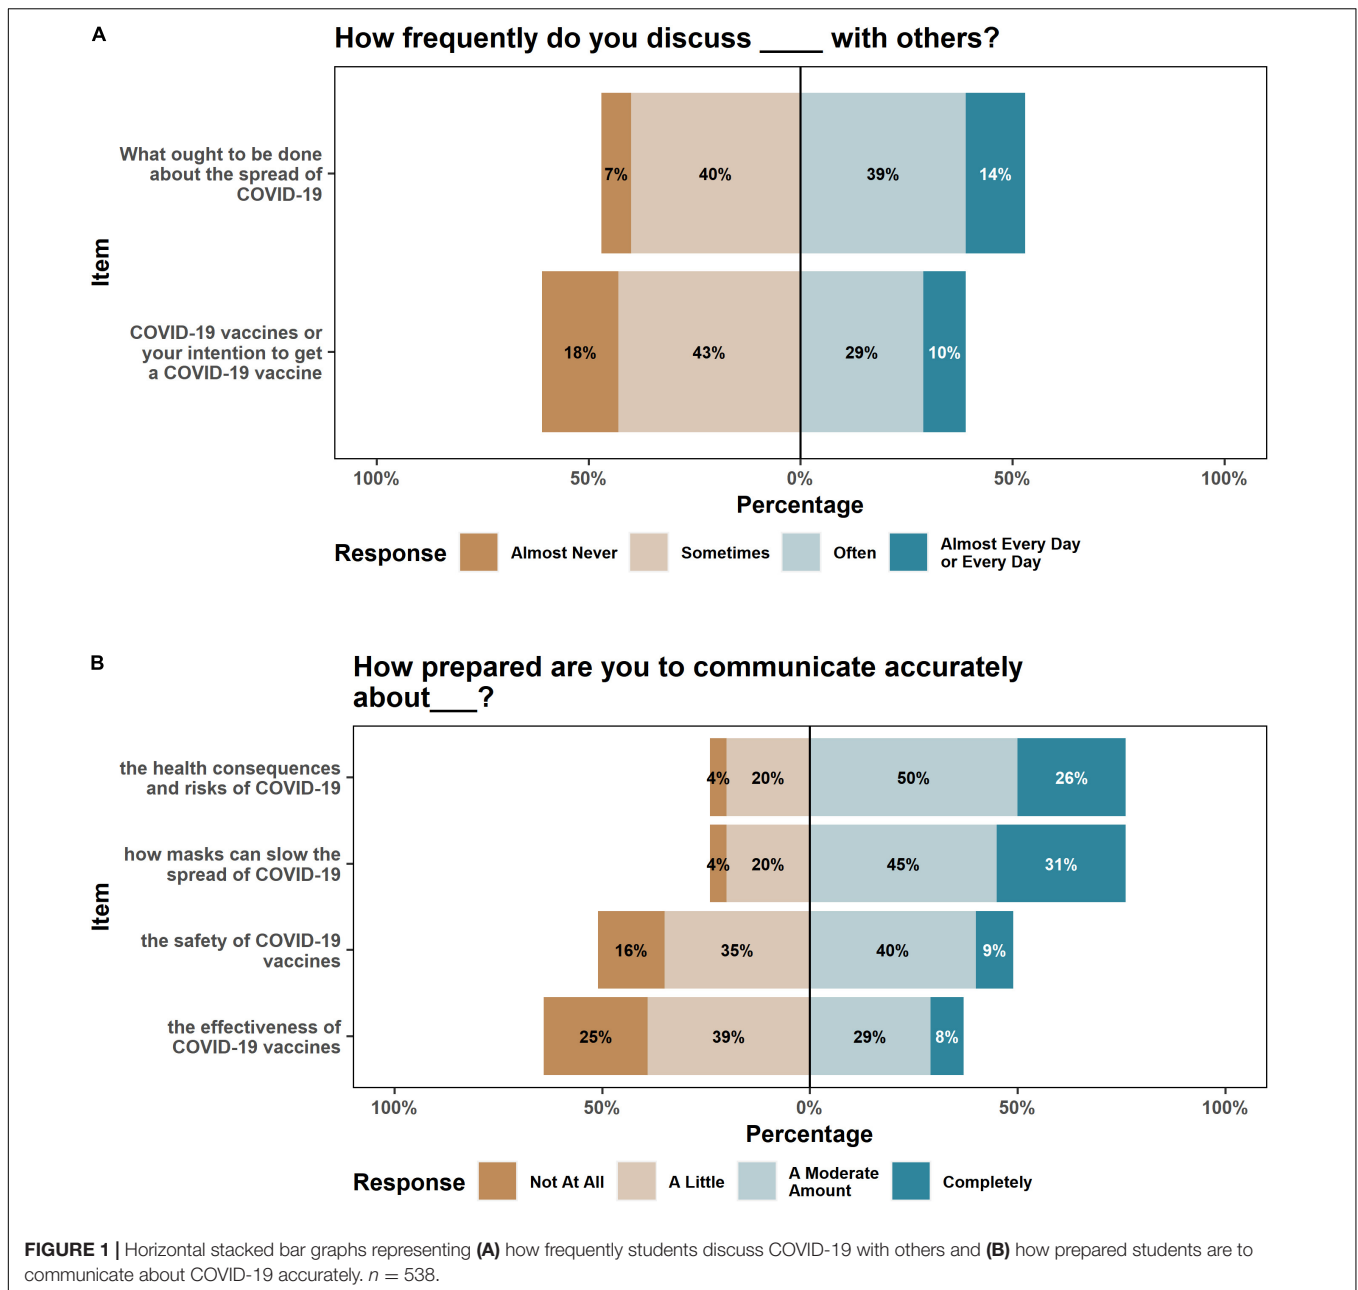 A
How frequently do you discuss ____ with others?
Item
What ought to be done
about the spread of
COVID-19
7% 40% 39% 14%
COVID-19 vaccines or
your intention to get
a COVID-19 vaccine
18% 43% 29% 10%
100% 50% 0% 50% 100%
Percentage
Response Almost Never Sometimes Often Almost Every Day
or Every Day
B
How prepared are you to communicate accurately
about___?
Item
the health consequences
and risks of COVID-19
4% 20% 50% 26%
how masks can slow the
spread of COVID-19
4% 20% 45% 31%
the safety of COVID-19
vaccines
16% 35% 40% 9%
the effectiveness of
COVID-19 vaccines
25% 39% 29% 8%
100% 50% 0% 50% 100%
Percentage
Response Not At All A Little A Moderate
Amount Completely
FIGURE 1 | Horizontal stacked bar graphs representing (A) how frequently students discuss COVID-19 with others and (B) how prepared students are to
communicate about COVID-19 accurately. n = 538.